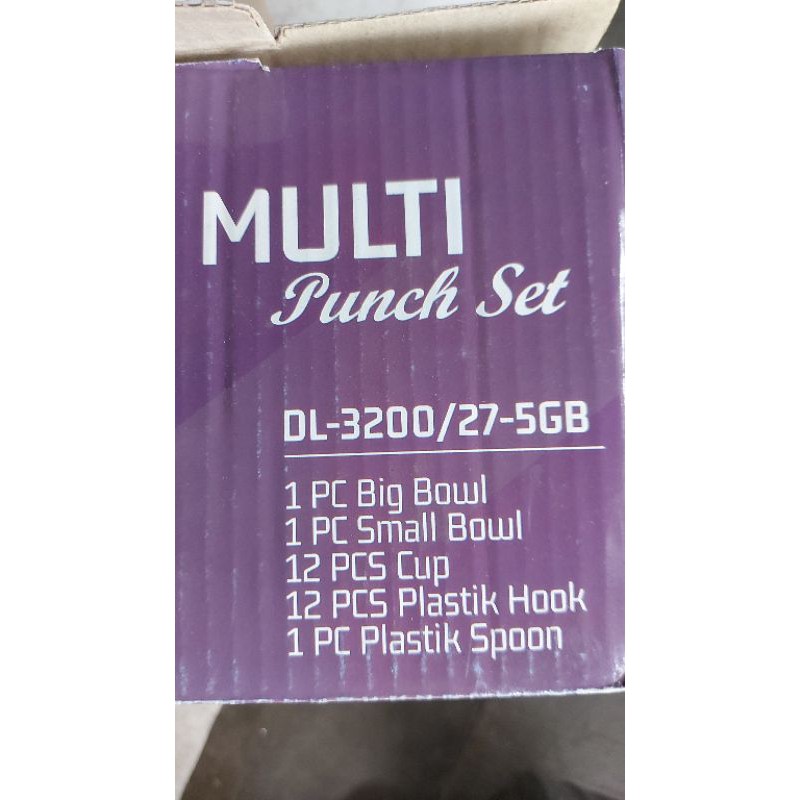 MULTI
Punch Set
DL-3200/27-5GB
1 PC Big Bowl
1 PC Small Bowl
12 PCS Cup
12 PCS Plastik Hook
1 PC Plastik Spoon